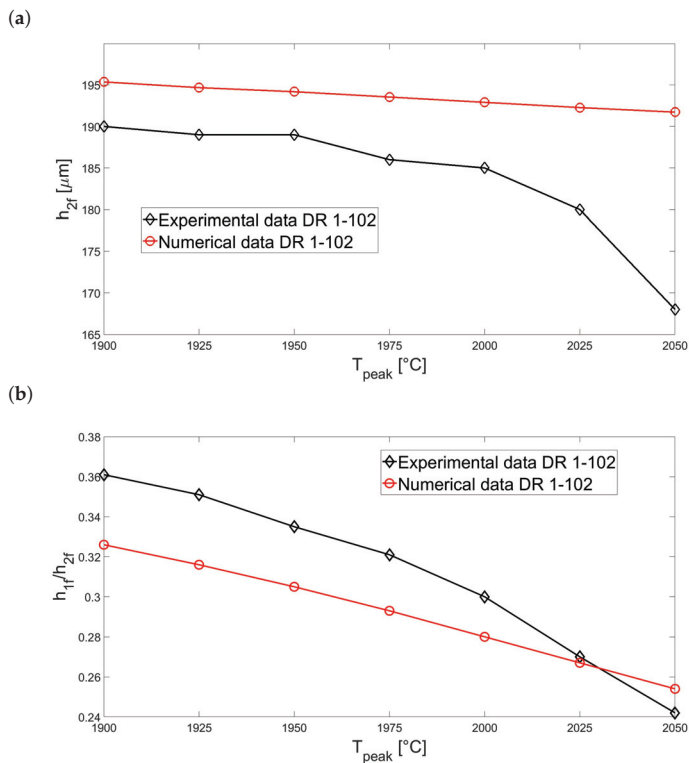 (a)
195
190
185
180
175
170
165
h2f [μm]
Experimental data DR 1-102
Numerical data DR 1-102
1900 1925 1950 1975 2000 2025 2050
Tpeak [°C]
(b)
0.38
0.36
0.34
0.32
0.3
0.28
0.26
0.24
h1f/h2f
Experimental data DR 1-102
Numerical data DR 1-102
1900 1925 1950 1975 2000 2025 2050
Tpeak [°C]